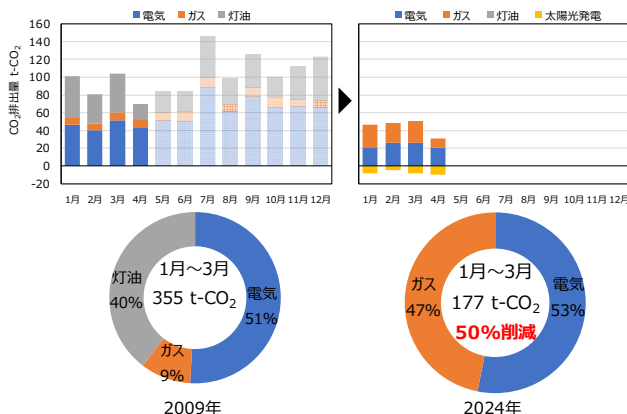 電気 ガス 灯油
電気 ガス 灯油 太陽光発電
CO₂排出量 t-CO₂
160
140
120
100
80
60
40
20
0
-20
1月 2月 3月 4月 5月 6月 7月 8月 9月 10月 11月 12月
1月 2月 3月 4月 5月 6月 7月 8月 9月 10月 11月 12月
灯油
40%
1月～3月
355 t-CO₂
電気
51%
ガス
9%
2009年
ガス
47%
1月～3月
177 t-CO₂
50%削減
電気
53%
2024年